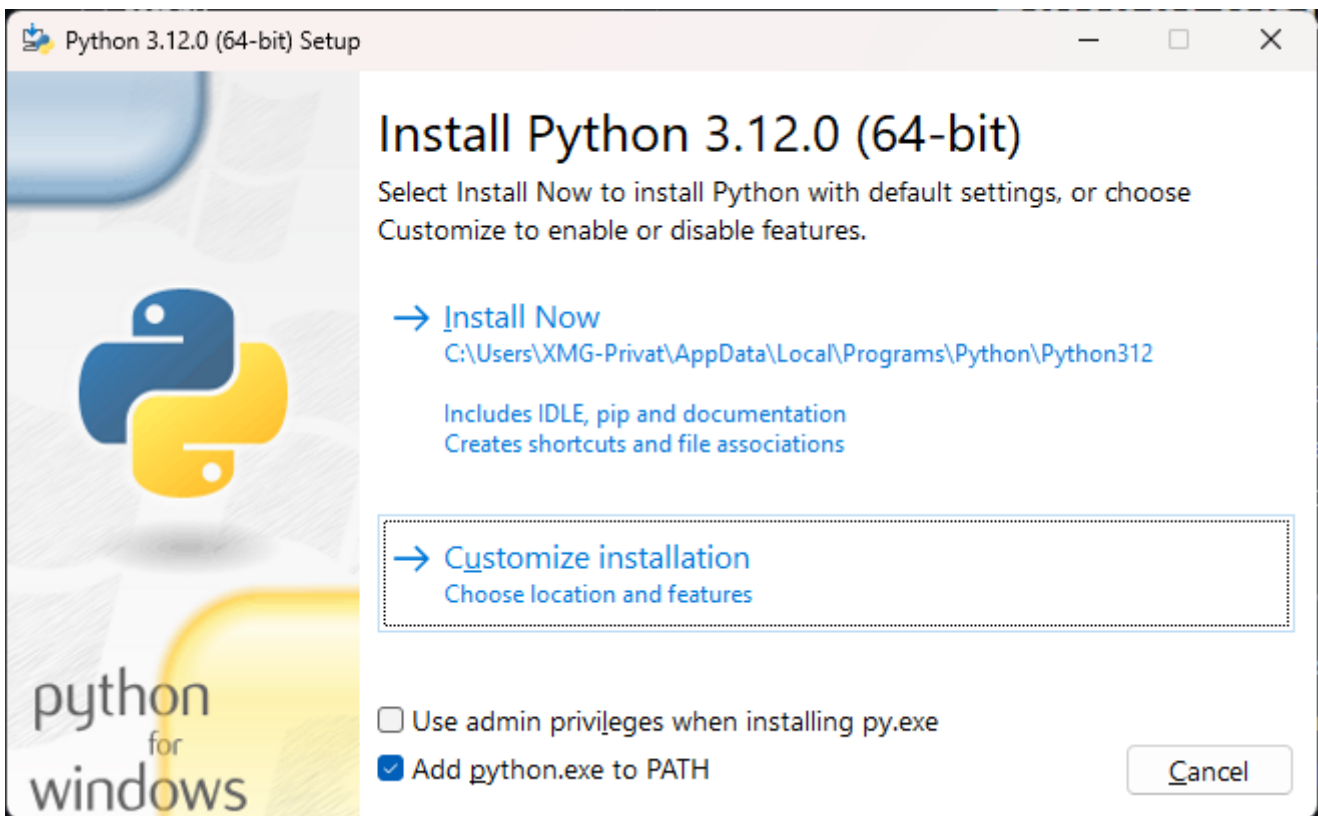 Python 3.12.0 (64-bit) Setup
Install Python 3.12.0 (64-bit)
Select Install Now to install Python with default settings, or choose
Customize to enable or disable features.
Install Now
C:\Users\XMG-Privat\AppData\Local\Programs\Python\Python312
Includes IDLE, pip and documentation
Creates shortcuts and file associations
Customize installation
Choose location and features
python
for
windows
Use admin privileges when installing py.exe
Add python.exe to PATH
Cancel